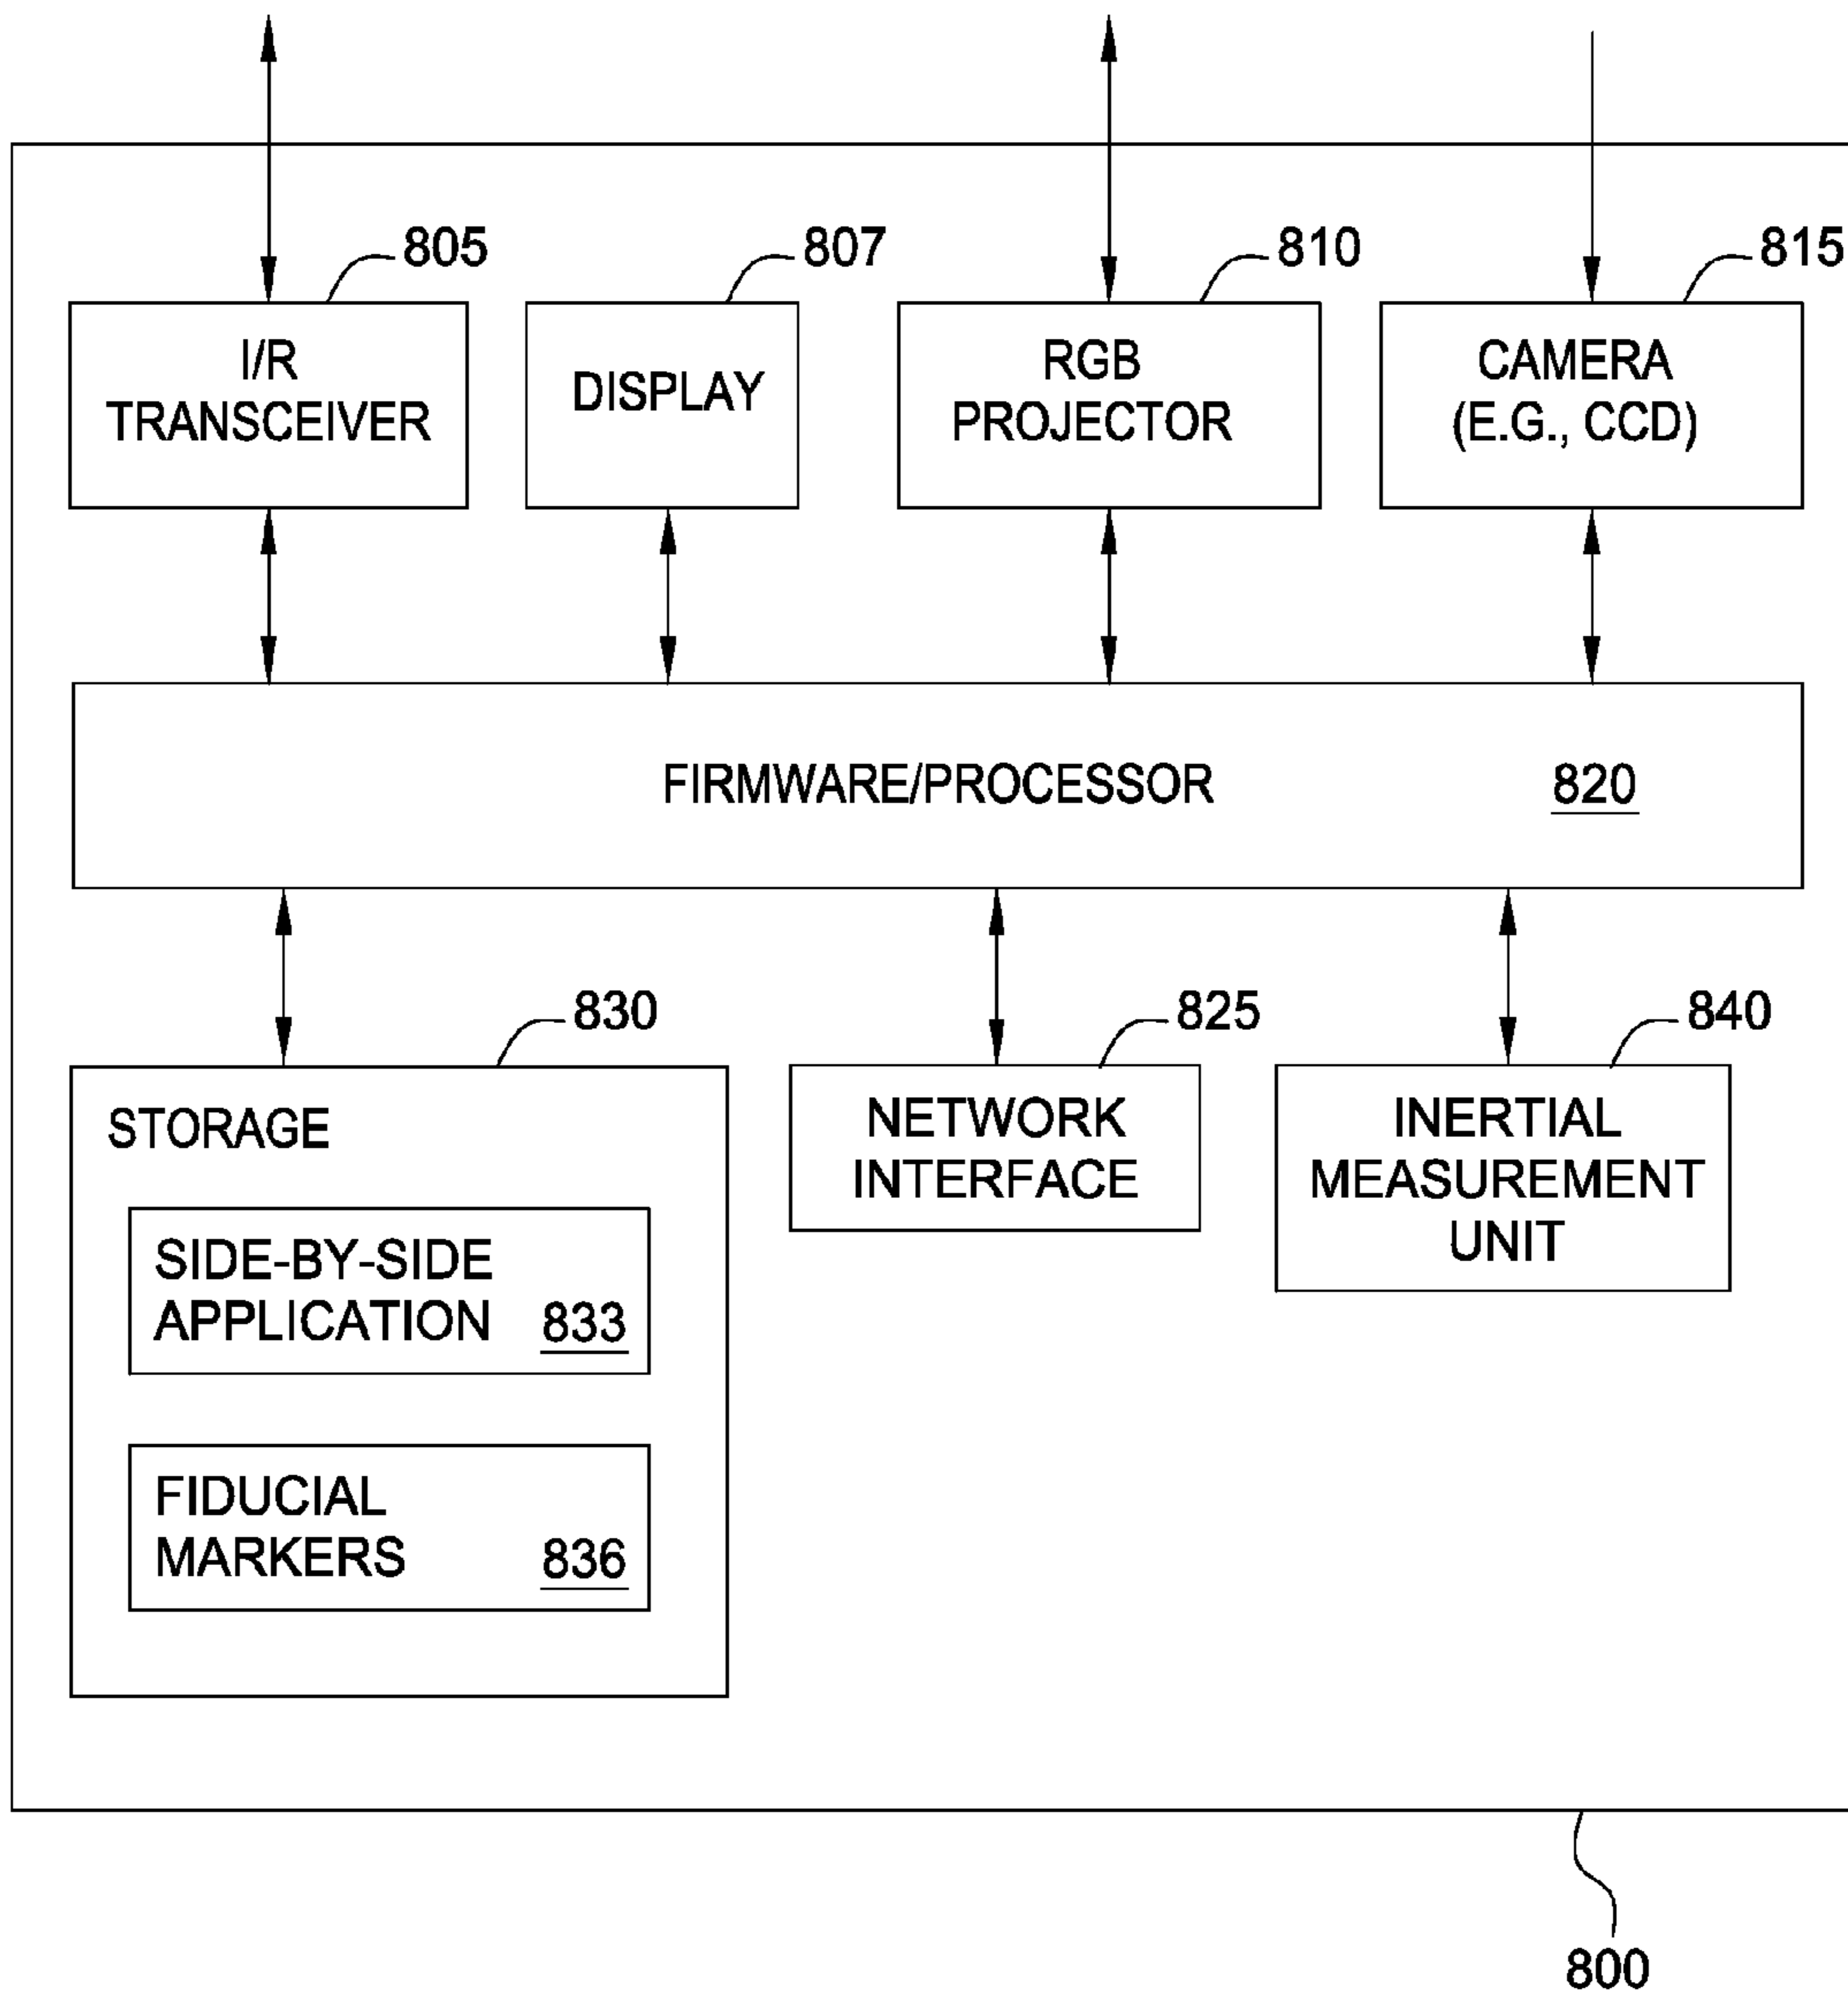 805
807
810
815
I/R
TRANSCEIVER
DISPLAY
RGB
PROJECTOR
CAMERA
(E.G., CCD)
FIRMWARE/PROCESSOR 820
830
825
840
STORAGE
SIDE-BY-SIDE
APPLICATION 833
FIDUCIAL
MARKERS 836
NETWORK
INTERFACE
INERTIAL
MEASUREMENT
UNIT
800